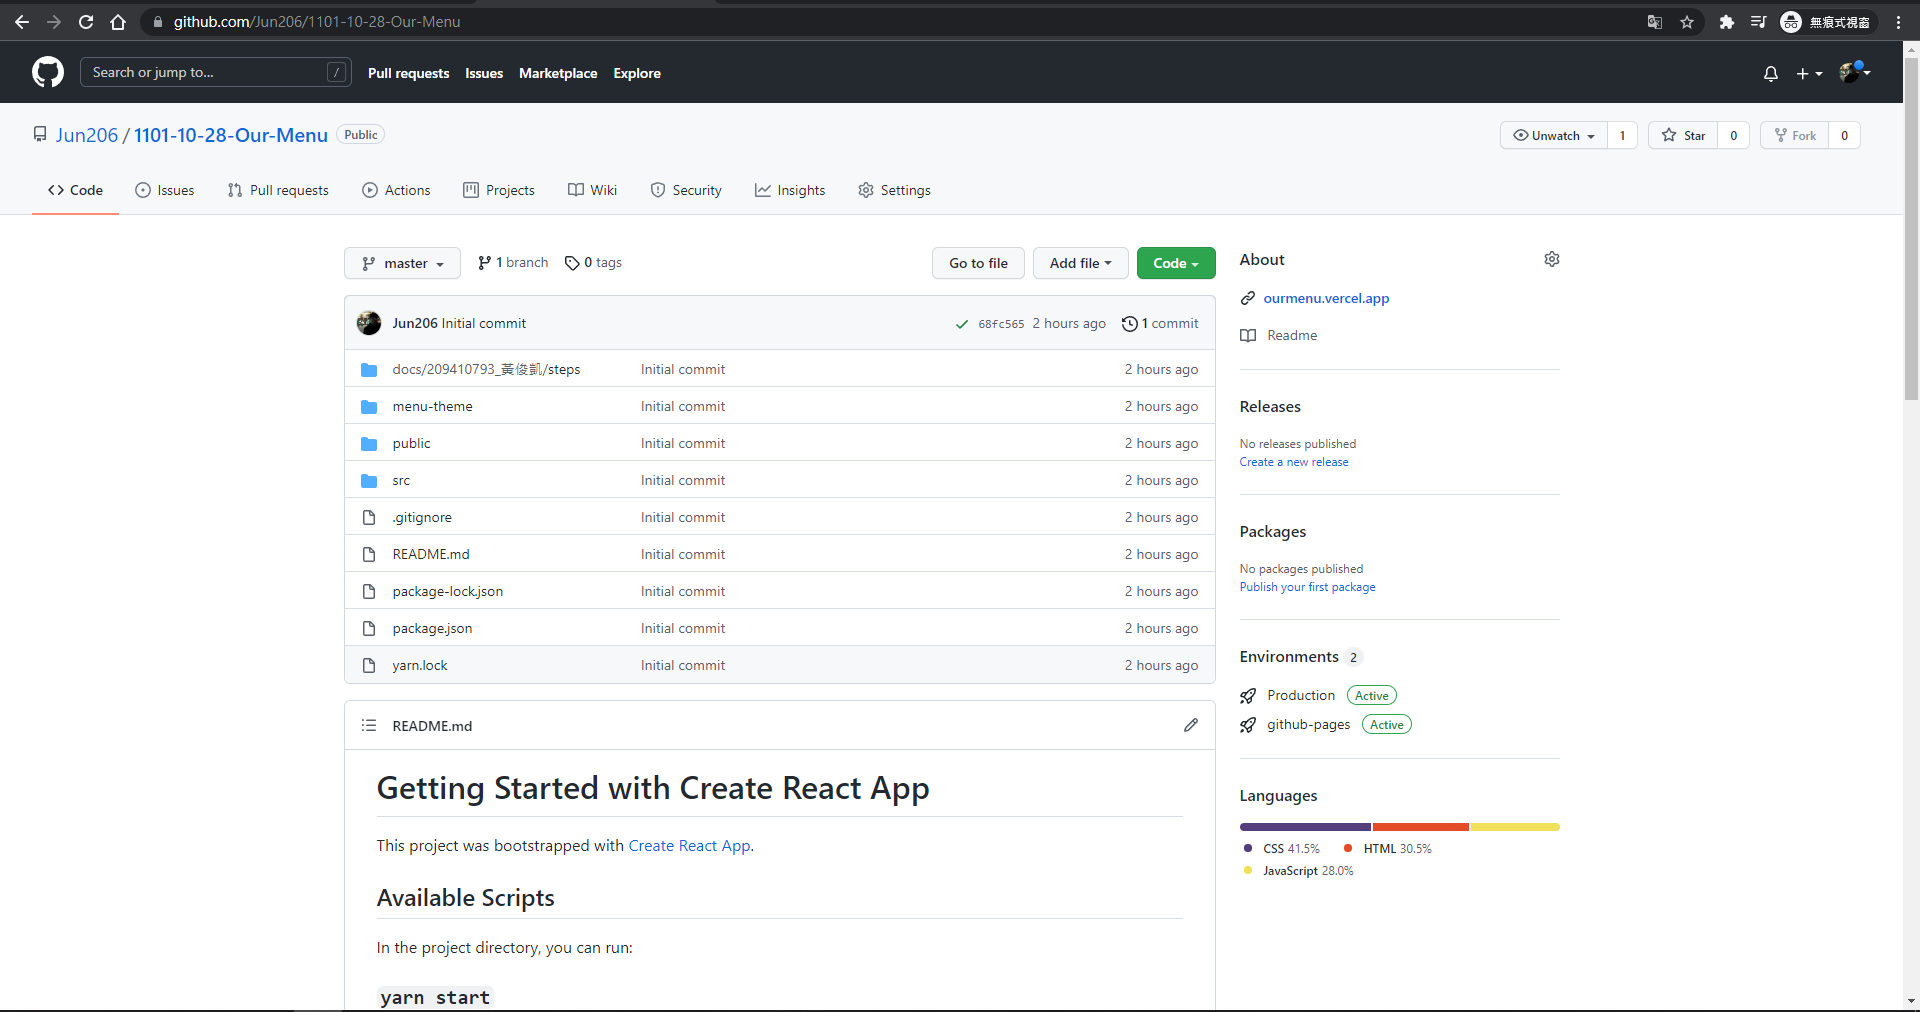 github.com/Jun206/1101-10-28-Our-Menu
無痕式視窗
Search or jump to... /
Pull requests Issues Marketplace Explore
Jun206 / 1101-10-28-Our-Menu Public
Unwatch 1 Star 0 Fork 0
Code Issues Pull requests Actions Projects Wiki Security Insights Settings
master 1 branch 0 tags
Go to file Add file Code
Jun206 Initial commit 68fc565 2 hours ago 1 commit
docs/209410793_黃俊凱/steps Initial commit 2 hours ago
menu-theme Initial commit 2 hours ago
public Initial commit 2 hours ago
src Initial commit 2 hours ago
.gitignore Initial commit 2 hours ago
README.md Initial commit 2 hours ago
package-lock.json Initial commit 2 hours ago
package.json Initial commit 2 hours ago
yarn.lock Initial commit 2 hours ago
README.md
Getting Started with Create React App
This project was bootstrapped with Create React App.
Available Scripts
In the project directory, you can run:
yarn start
About
ourmenu.vercel.app
Readme
Releases
No releases published
Create a new release
Packages
No packages published
Publish your first package
Environments 2
Production Active
github-pages Active
Languages
CSS 41.5% HTML 30.5%
JavaScript 28.0%